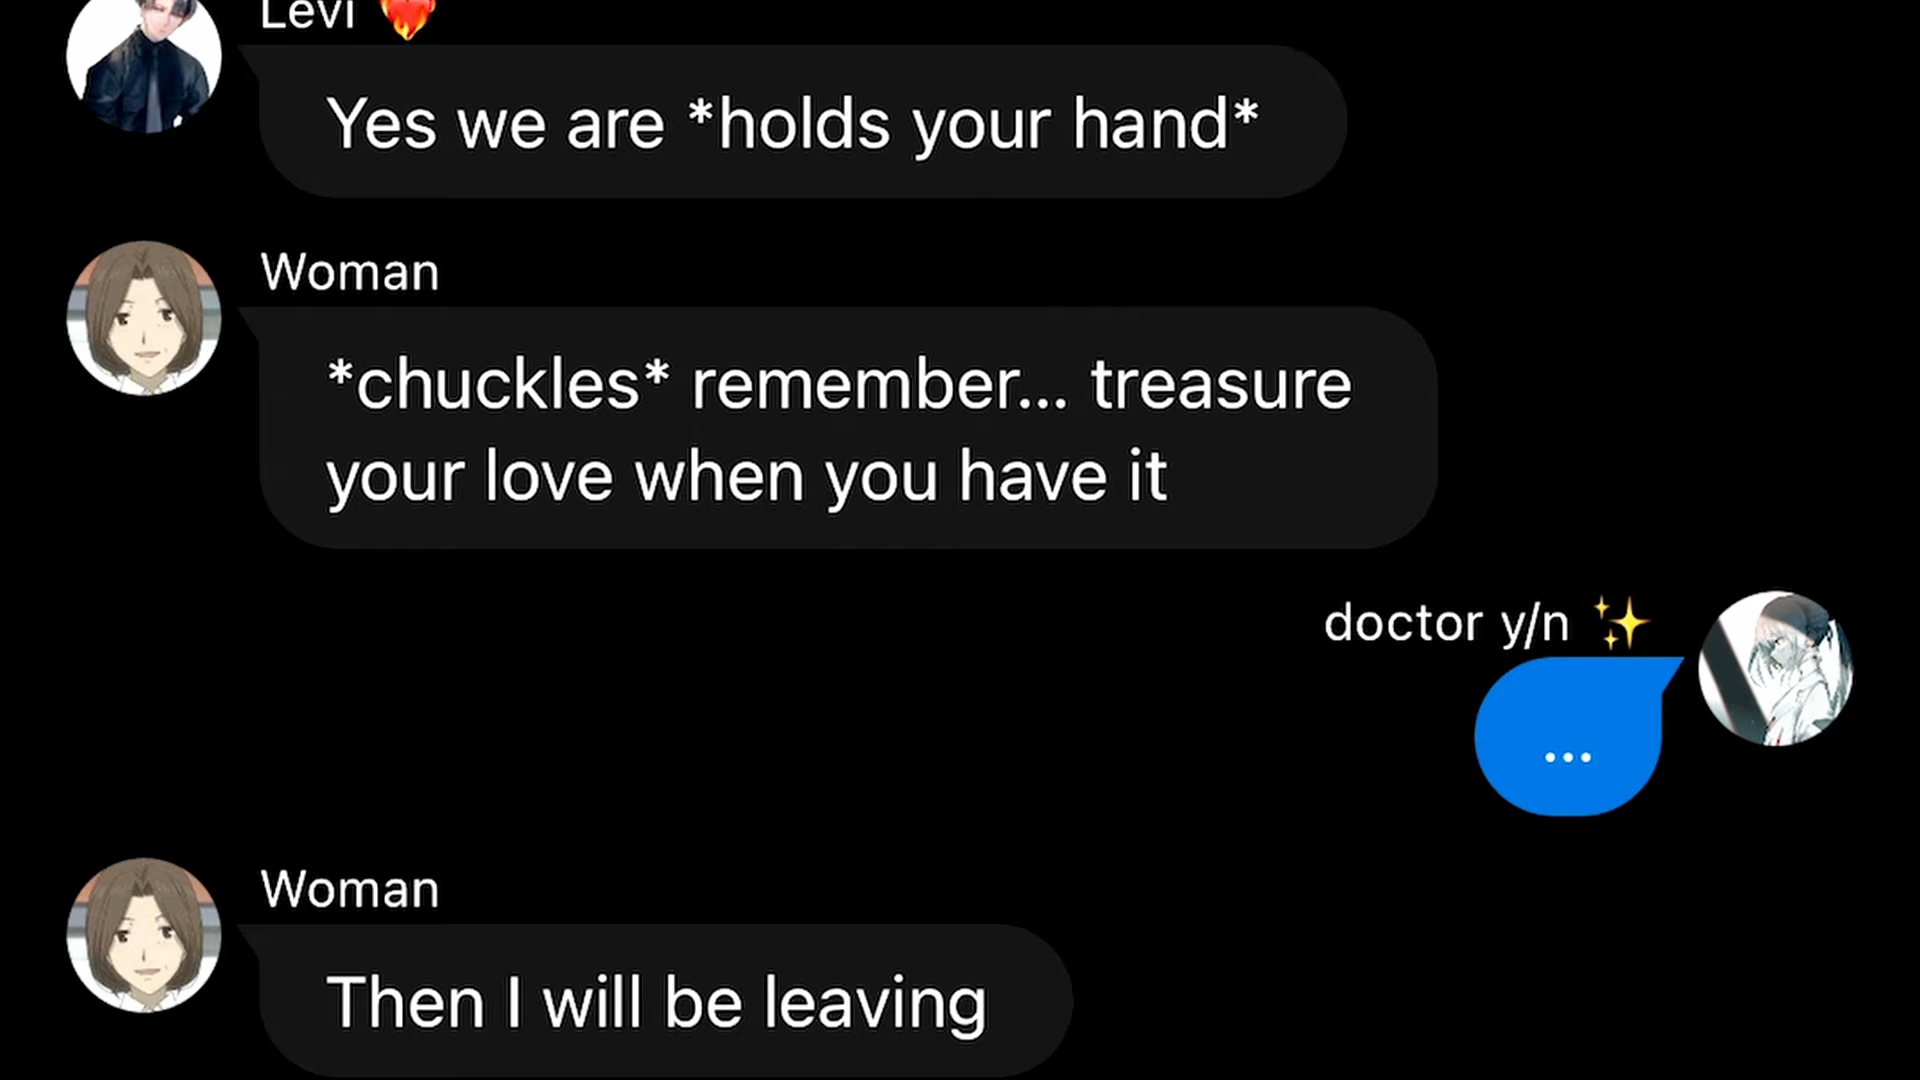 Levi ❤️‍🔥
Yes we are *holds your hand*
Woman
*chuckles* remember... treasure
your love when you have it
doctor y/n ✨
...
Woman
Then I will be leaving